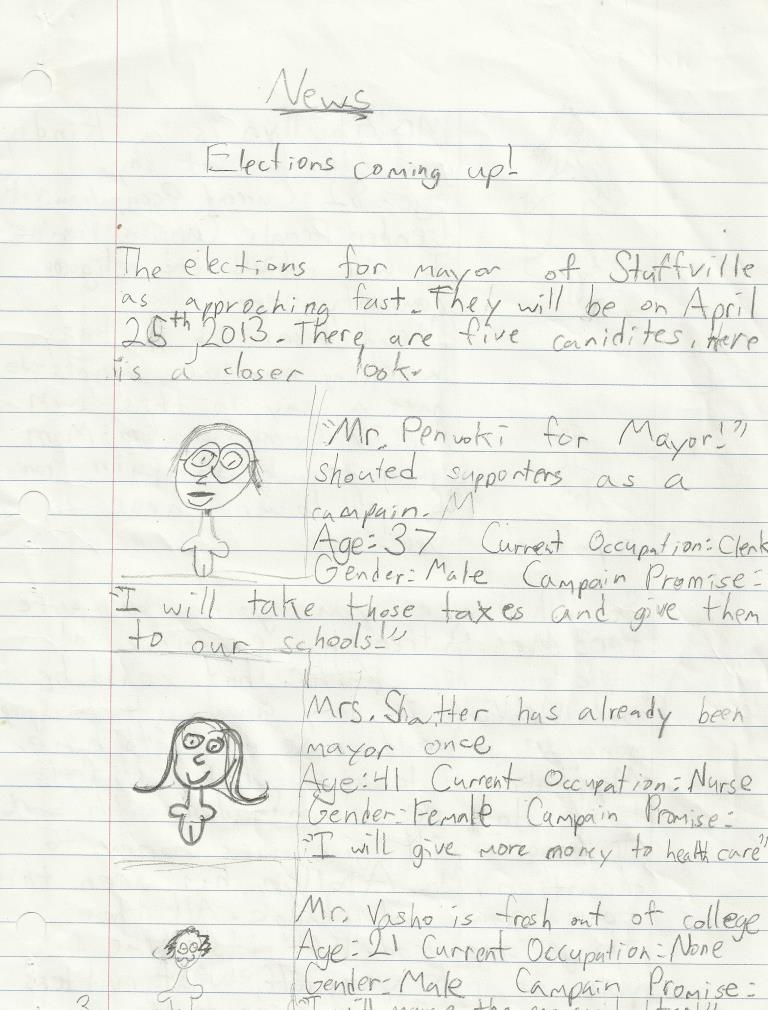 News
Elections coming up!
The elections for mayor of Stuffville
as approching fast. They will be on April
25th, 2013. There are five canidites. Here
is a closer look.
"Mr. Penvoki for Mayor!"
shouted supporters as a
campain. M
Age: 37 Current Occupation: Clerk
Gender: Male Campain Promise:
"I will take those taxes and give them
to our schools!"
Mrs. Shatter has already been
mayor once
Age: 41 Current Occupation: Nurse
Gender: Female Campain Promise:
"I will give more money to health care"
Mr. Vasho is fresh out of college
Age: 21 Current Occupation: None
Gender: Male Campain Promise:
"I will